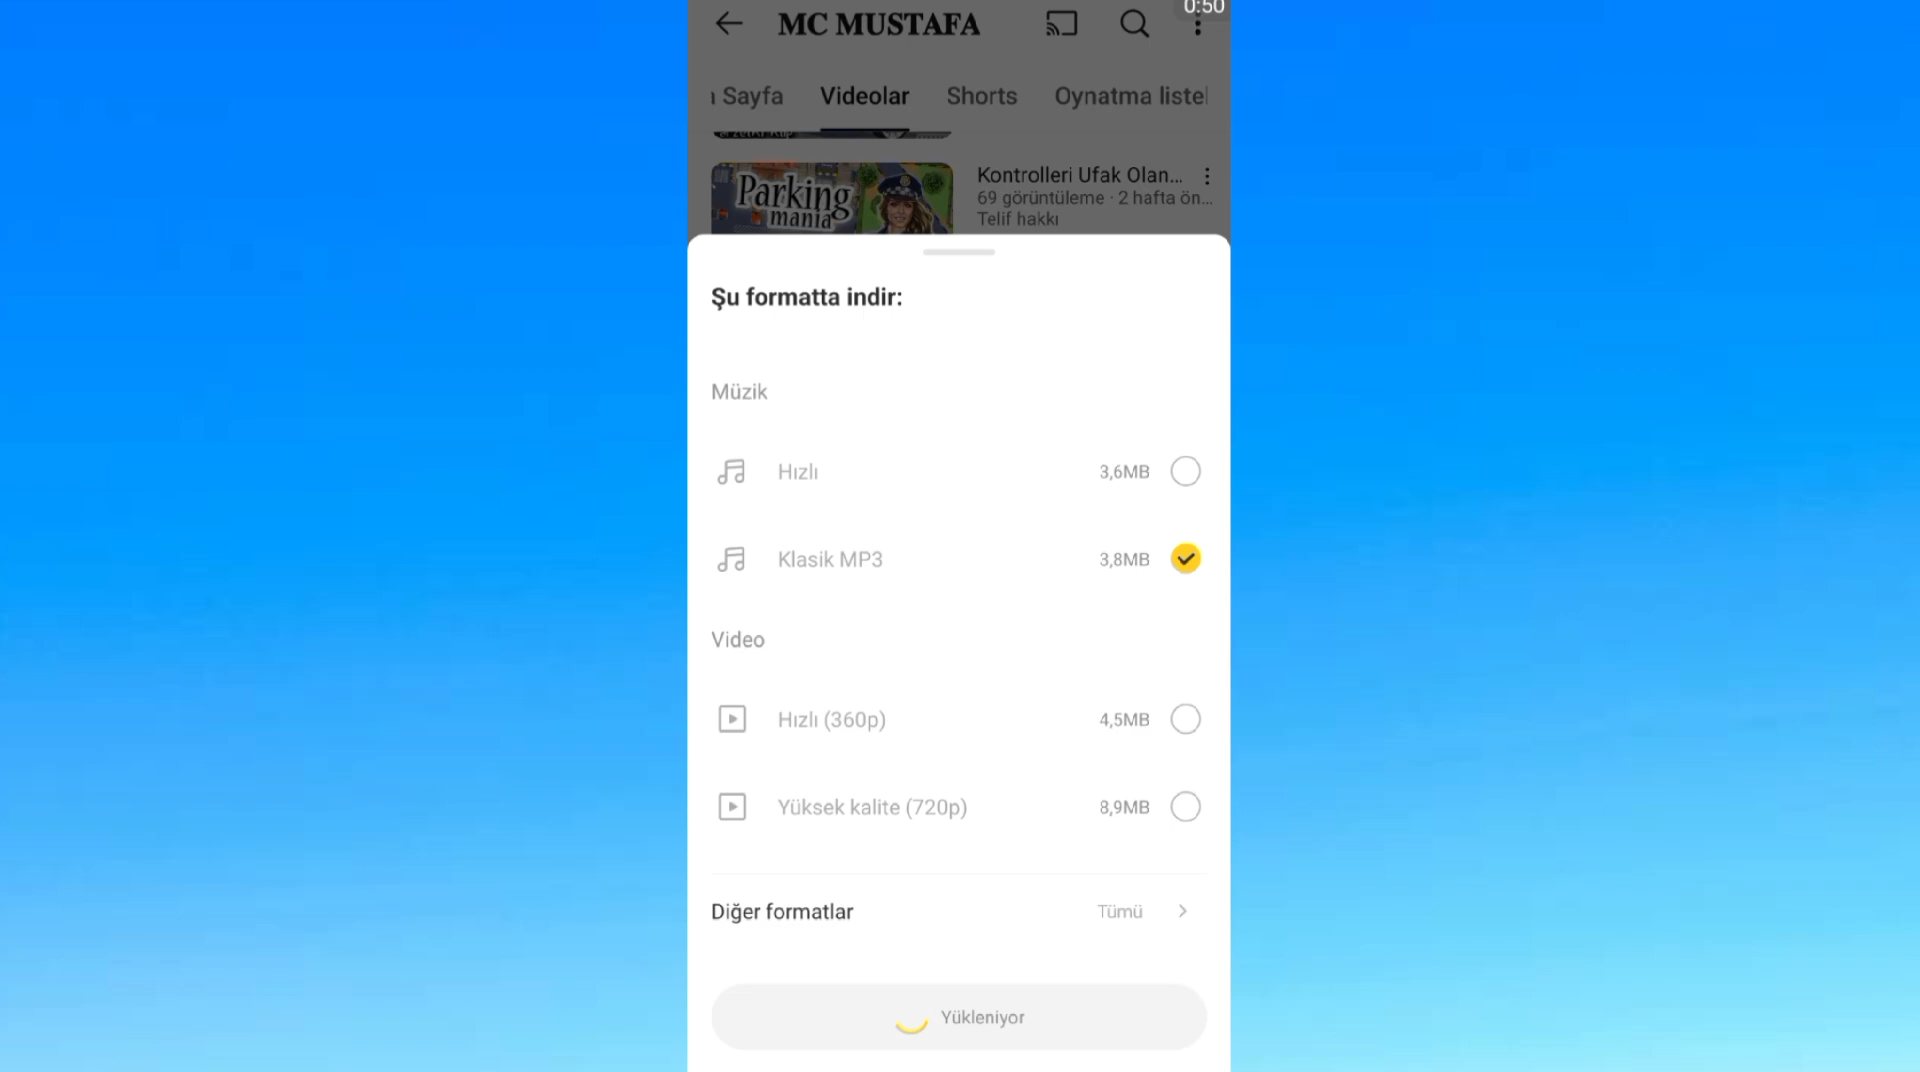 0:50
MC MUSTAFA
Sayfa Videolar Shorts Oynatma listel
Parking
mania
Kontrolleri Ufak Olan...
69 görüntüleme · 2 hafta ön...
Telif hakkı
Şu formatta indir:
Müzik
Hızlı 3,6MB
Klasik MP3 3,8MB
Video
Hızlı (360p) 4,5MB
Yüksek kalite (720p) 8,9MB
Diğer formatlar Tümü
Yükleniyor